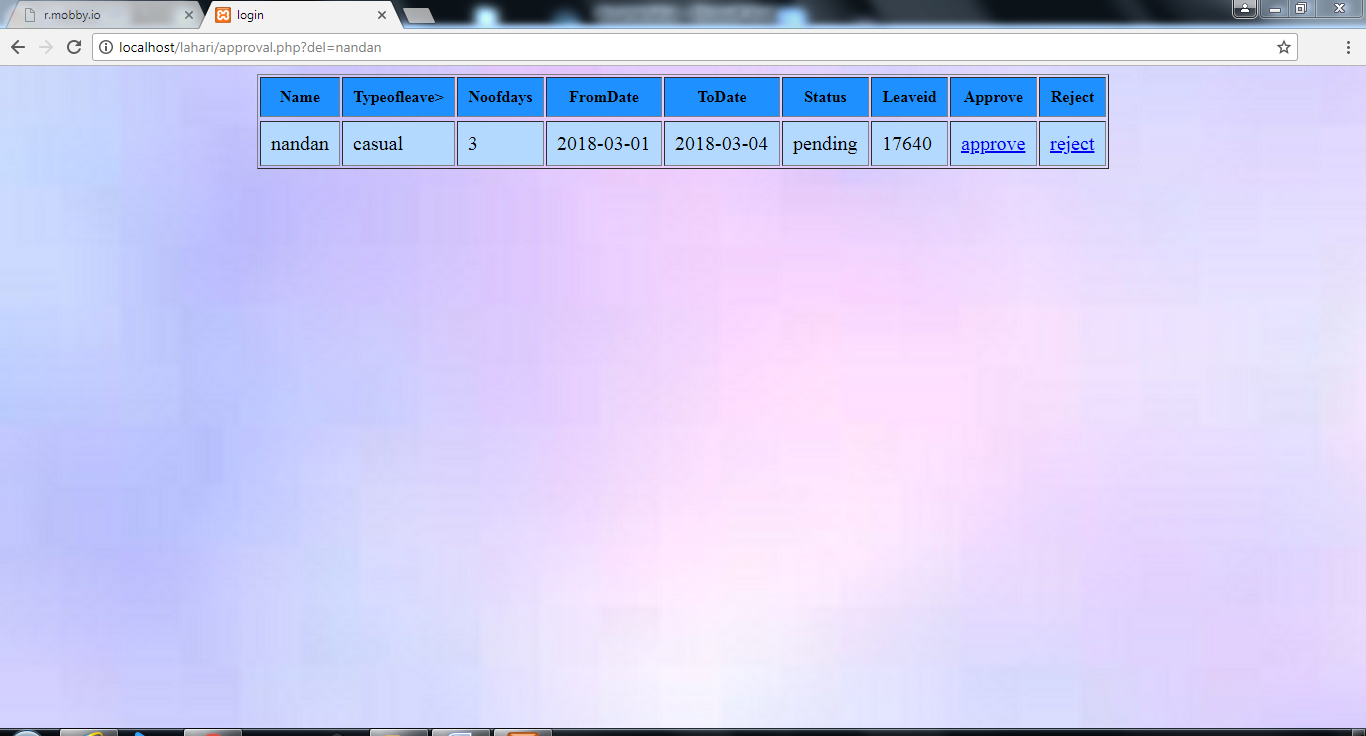 r.mobby.io
login
localhost/lahari/approval.php?del=nandan
Name Typeofleave> Noofdays FromDate ToDate Status Leaveid Approve Reject
nandan casual 3 2018-03-01 2018-03-04 pending 17640 approve reject